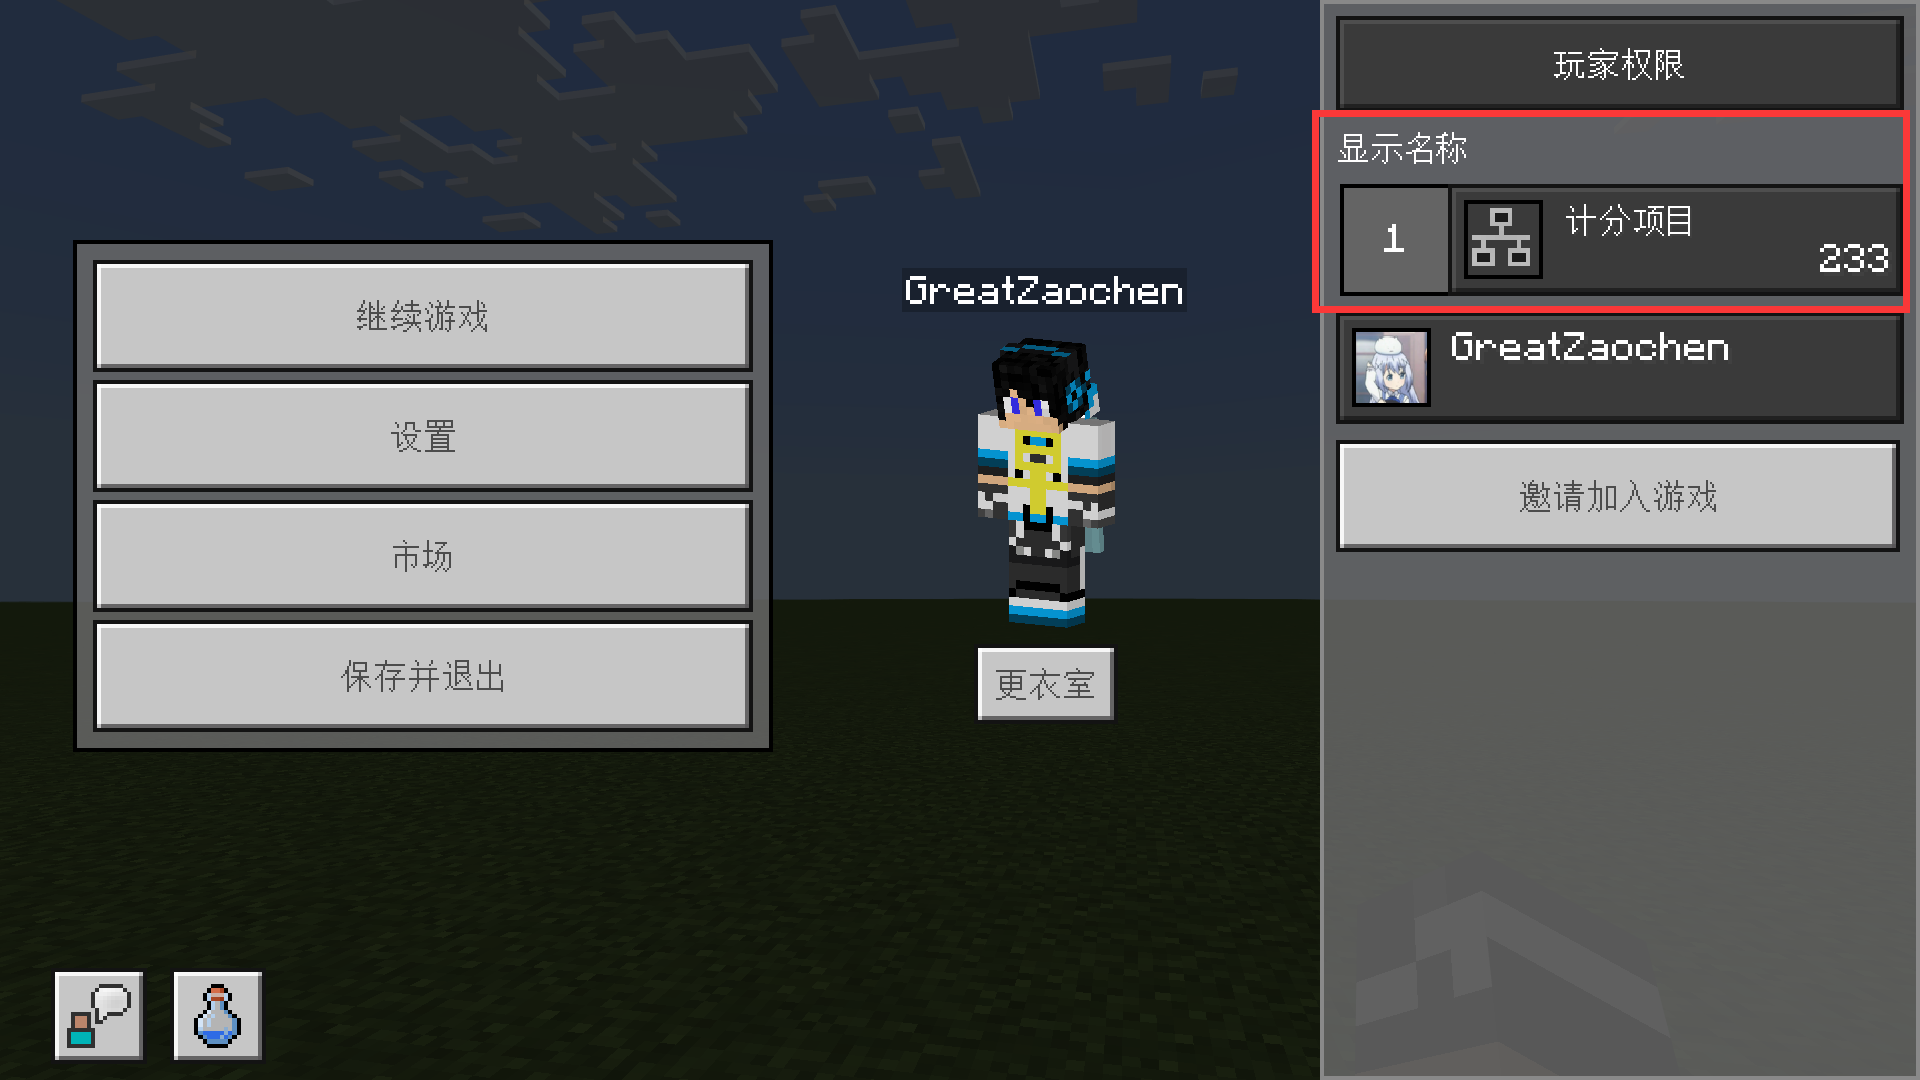 玩家权限
显示名称
1
计分项目
233
GreatZaochen
邀请加入游戏
继续游戏
设置
市场
保存并退出
GreatZaochen
更衣室